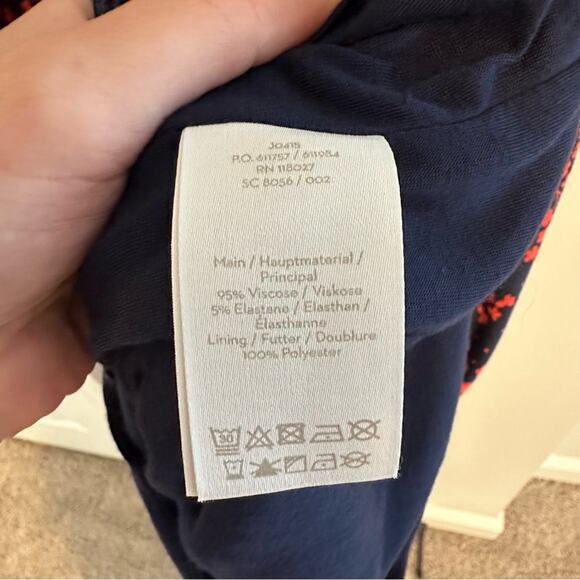 J0415
P.O. 611757 / 611984
RN 118027
SC 8056 / 002
Main / Hauptmaterial /
Principal
95% Viscose / Viskose
5% Elastane / Elasthan /
Élasthanne
Lining / Futter / Doublure
100% Polyester
30